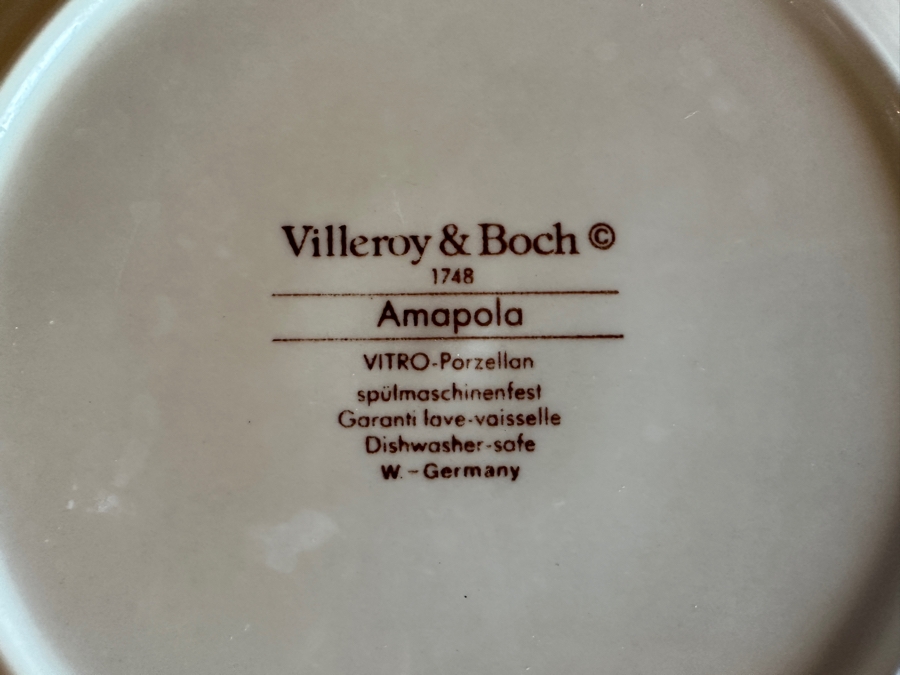 Villeroy & Boch ©
1748
Amapola
VITRO-Porzellan
spülmaschinenfest
Garanti lave-vaisselle
Dishwasher-safe
W.-Germany